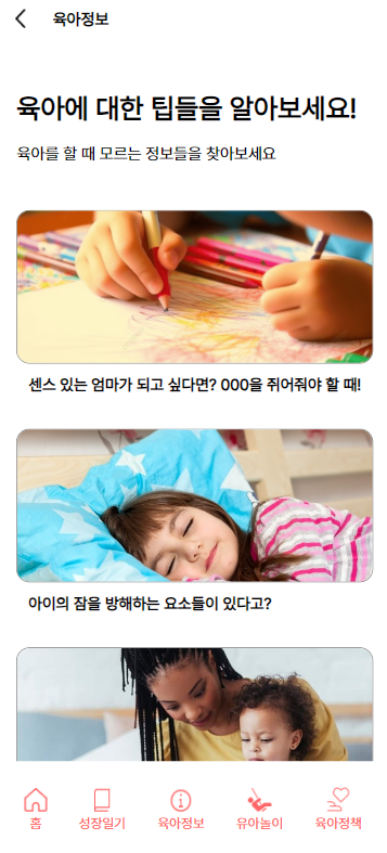 육아정보
육아에 대한 팁들을 알아보세요!
육아를 할 때 모르는 정보들을 찾아보세요
센스 있는 엄마가 되고 싶다면? 000을 쥐어줘야 할 때!
아이의 잠을 방해하는 요소들이 있다고?
홈 성장일기 육아정보 유아놀이 육아정책